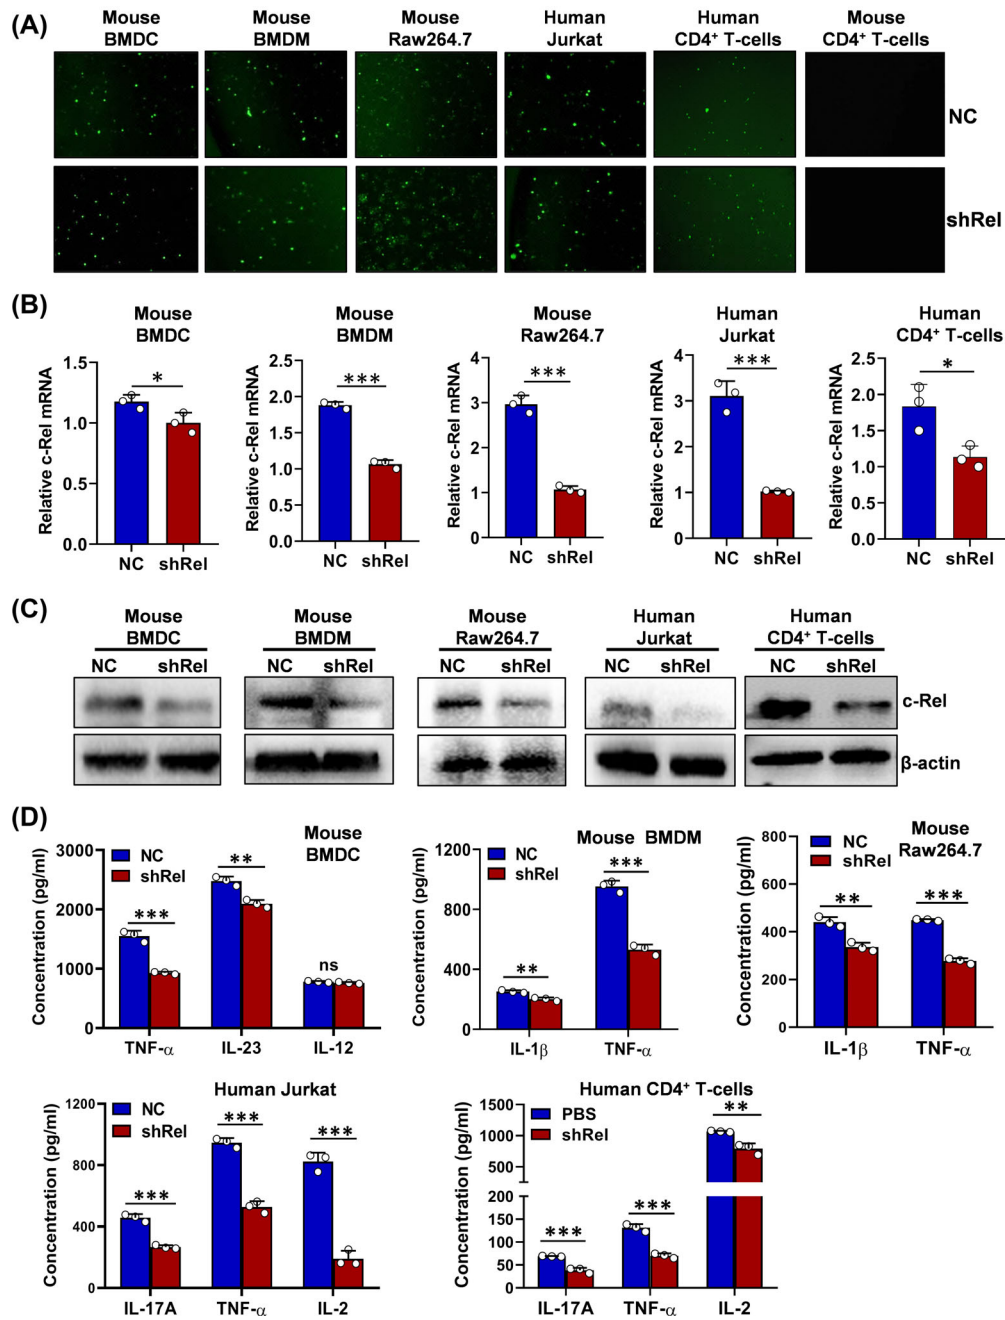 (A)
Mouse BMDC
Mouse BMDM
Mouse Raw264.7
Human Jurkat
Human CD4⁺ T-cells
Mouse CD4⁺ T-cells
NC
shRel
(B)
Mouse BMDC
Relative c-Rel mRNA
1.5
1.0
0.5
0.0
*
NC shRel
Mouse BMDM
Relative c-Rel mRNA
2.5
2.0
1.5
1.0
0.5
0.0
***
NC shRel
Mouse Raw264.7
Relative c-Rel mRNA
4
3
2
1
0
***
NC shRel
Human Jurkat
Relative c-Rel mRNA
4
3
2
1
0
***
NC shRel
Human CD4⁺ T-cells
Relative c-Rel mRNA
2.5
2.0
1.5
1.0
0.5
0.0
*
NC shRel
(C)
Mouse BMDC
NC shRel
Mouse BMDM
NC shRel
Mouse Raw264.7
NC shRel
Human Jurkat
NC shRel
Human CD4⁺ T-cells
NC shRel
c-Rel
β-actin
(D)
Mouse BMDC
NC
shRel
Concentration (pg/ml)
3000
2000
1000
0
***
**
ns
TNF-α IL-23 IL-12
Mouse BMDM
NC
shRel
Concentration (pg/ml)
1200
800
400
0
**
***
IL-1β TNF-α
Mouse Raw264.7
NC
shRel
Concentration (pg/ml)
800
600
400
200
0
**
***
IL-1β TNF-α
Human Jurkat
NC
shRel
Concentration (pg/ml)
1200
800
400
0
***
***
***
IL-17A TNF-α IL-2
Human CD4⁺ T-cells
PBS
shRel
Concentration (pg/ml)
1500
1000
500
200
150
100
50
0
***
***
**
IL-17A TNF-α IL-2